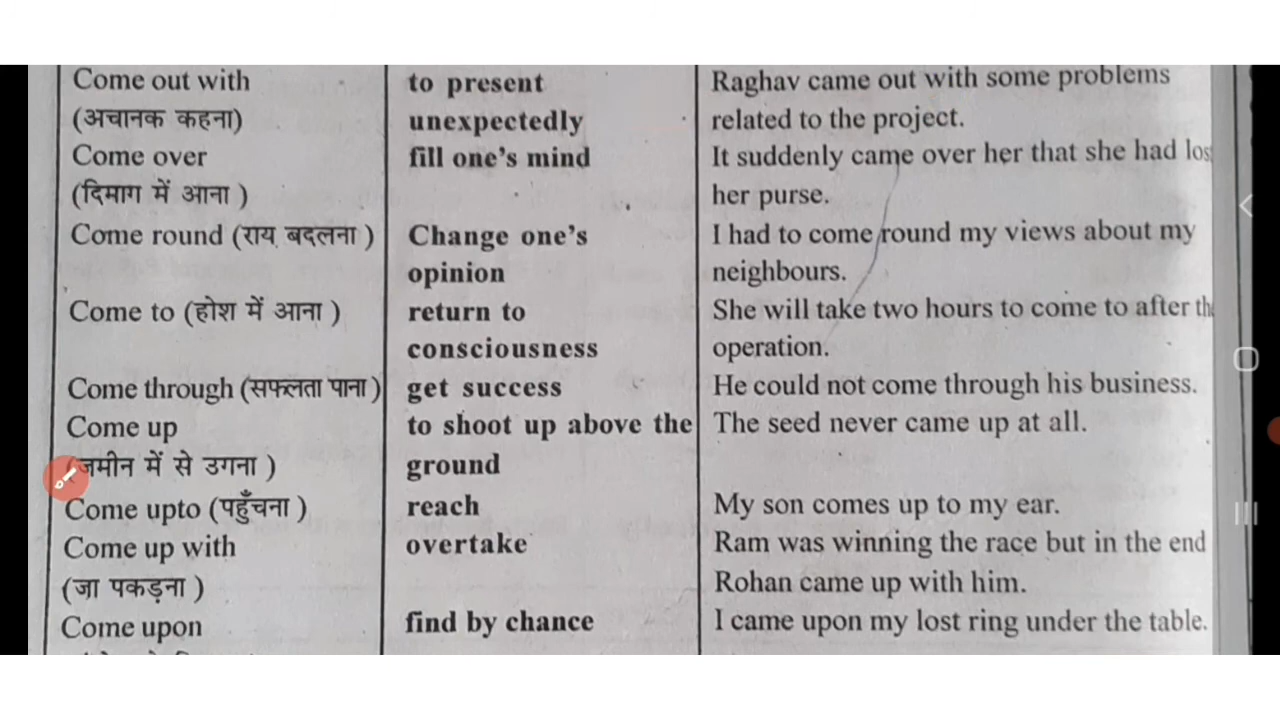 Come out with to present Raghav came out with some problems
(अचानक कहना) unexpectedly related to the project.
Come over fill one's mind It suddenly came over her that she had
(दिमाग में आना ) her purse.
Come round (राय बदलना ) Change one's I had to come round my views about my
opinion neighbours.
Come to (होश में आना ) return to She will take two hours to come to after
consciousness operation.
Come through (सफलता पाना) get success He could not come through his business.
Come up to shoot up above the The seed never came up at all.
(जमीन में से उगना ) ground
Come upto (पहुँचना ) reach My son comes up to my ear.
Come up with overtake Ram was winning the race but in the end
(जा पकड़ना ) Rohan came up with him.
Come upon find by chance I came upon my lost ring under the table.